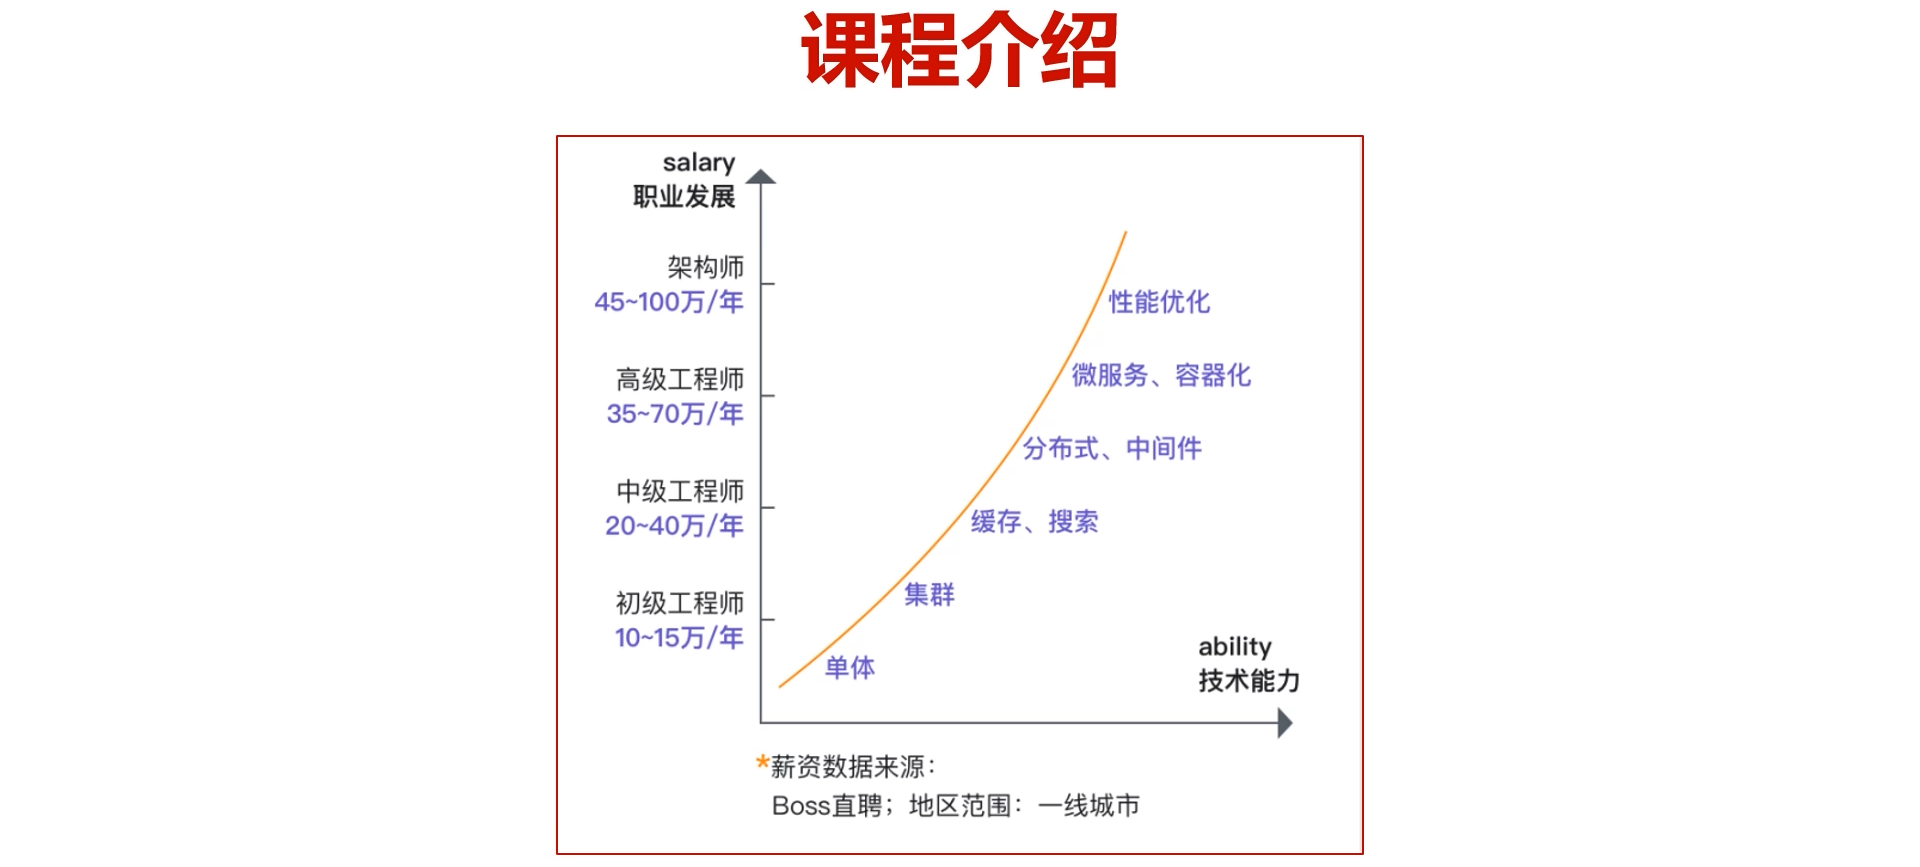 课程介绍
salary
职业发展
架构师
45~100万/年
高级工程师
35~70万/年
中级工程师
20~40万/年
初级工程师
10~15万/年
性能优化
微服务、容器化
分布式、中间件
缓存、搜索
集群
单体
ability
技术能力
*薪资数据来源：
Boss直聘；地区范围：一线城市